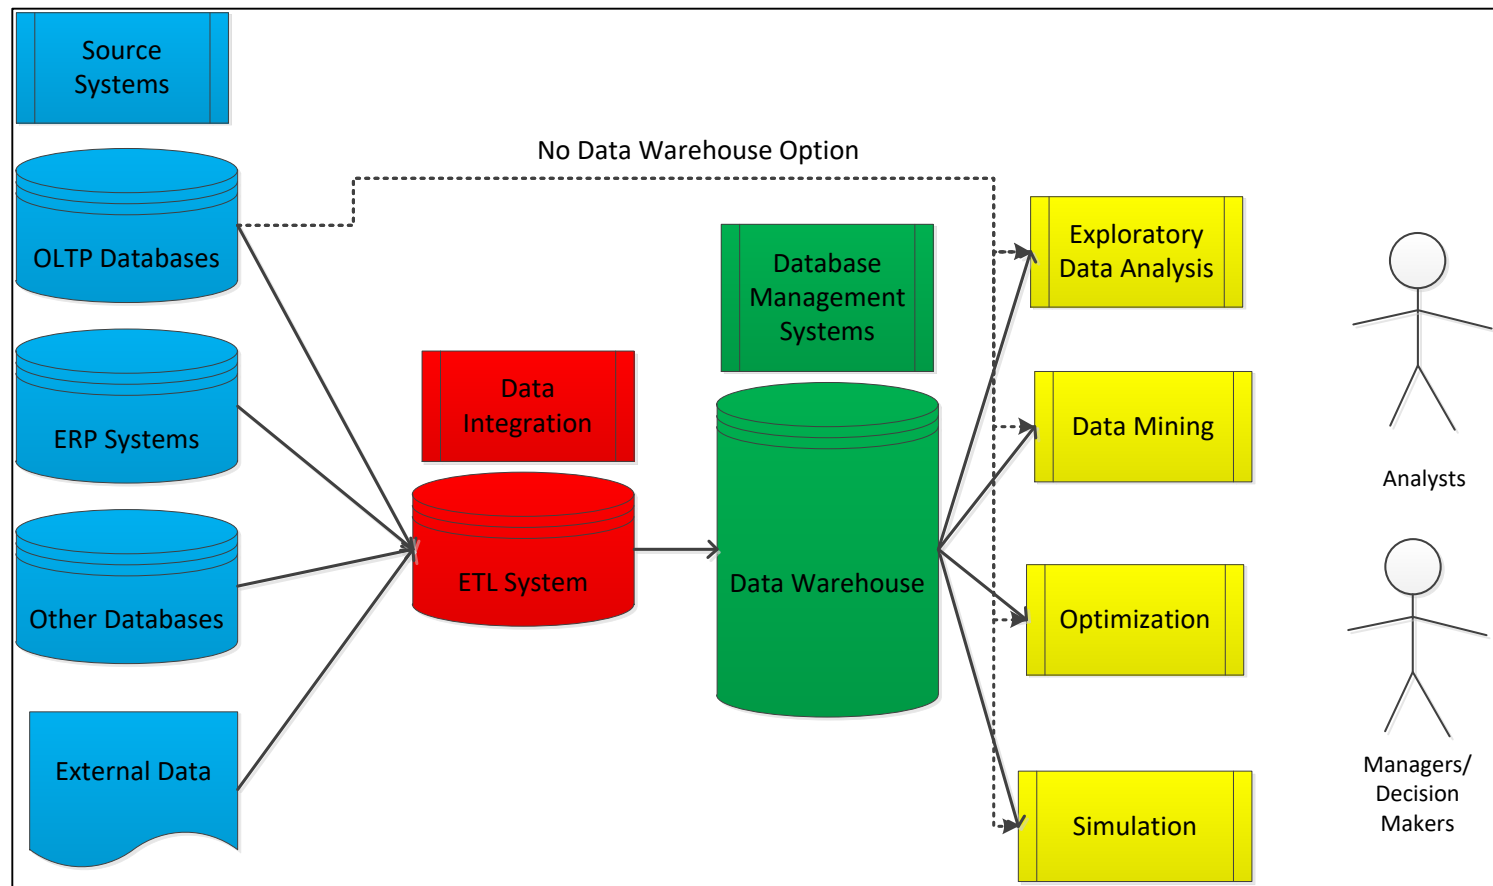 Source
Systems
No Data Warehouse Option
OLTP Databases
Database
Management
Systems
Exploratory
Data Analysis
ERP Systems
Data
Integration
Data Mining
Analysts
Other Databases
ETL System
Data Warehouse
Optimization
External Data
Simulation
Managers/
Decision
Makers